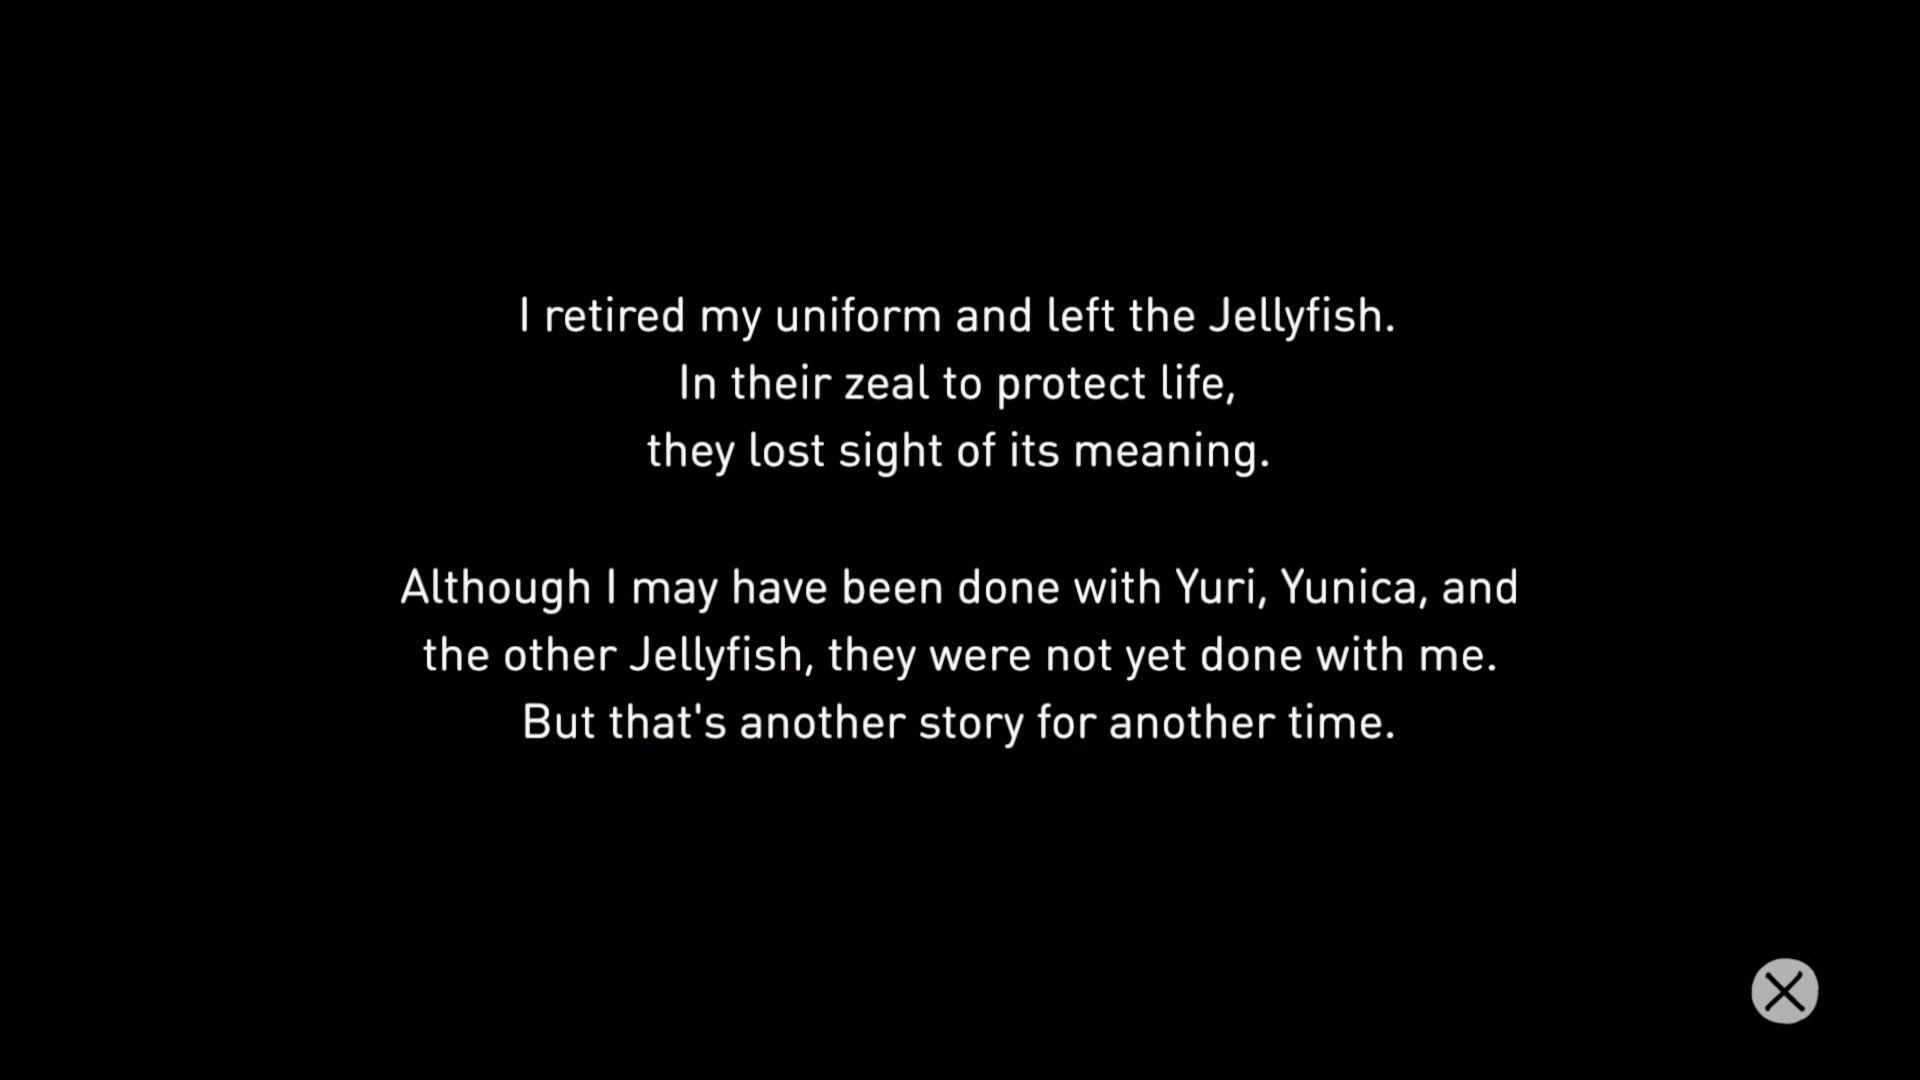 I retired my uniform and left the Jellyfish.
In their zeal to protect life,
they lost sight of its meaning.
Although I may have been done with Yuri, Yunica, and
the other Jellyfish, they were not yet done with me.
But that's another story for another time.